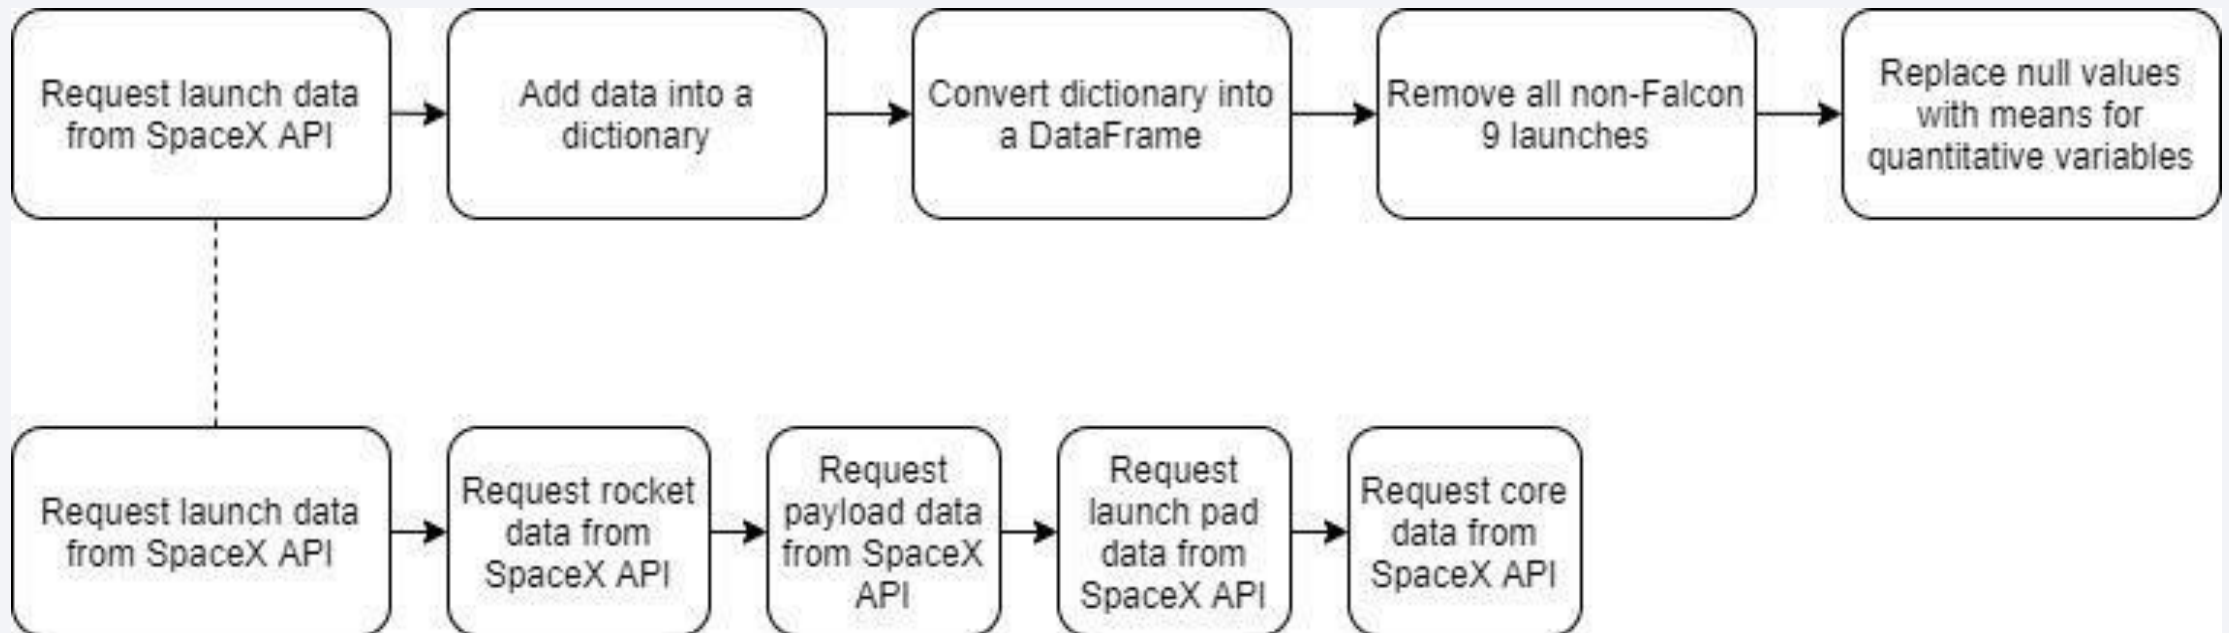 Request launch data
from SpaceX API
Add data into a
dictionary
Convert dictionary into
a DataFrame
Remove all non-Falcon
9 launches
Replace null values
with means for
quantitative variables
Request launch data
from SpaceX API
Request rocket
data from
SpaceX API
Request
payload data
from SpaceX
API
Request
launch pad
data from
SpaceX API
Request core
data from
SpaceX API